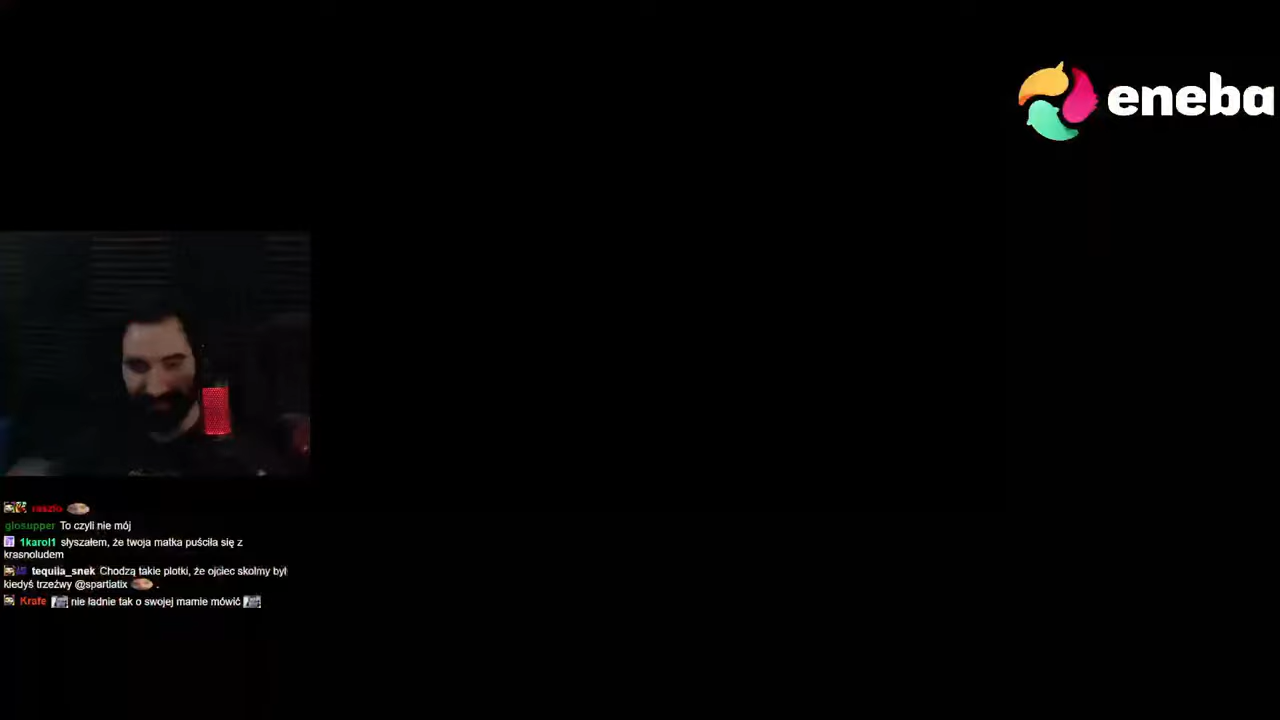 eneba
raszlix
glosupper To czyli nie mój
1karol1 słyszałem, że twoja matka puściła się z
krasnoludem
tequila_snek Chodzą takie plotki, że ojciec skolmy był
kiedyś trzeźwy @spartiatix .
Krafe nie ładnie tak o swojej mamie mówić